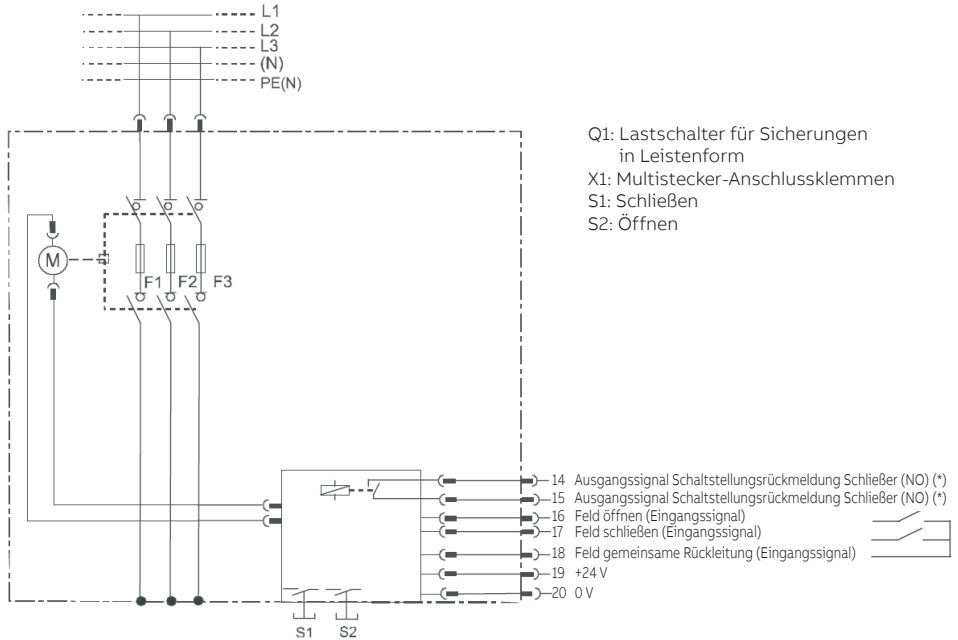 L1
L2
L3
(N)
PE(N)
Q1: Lastschalter für Sicherungen
in Leistenform
X1: Multistecker-Anschlussklemmen
S1: Schließen
S2: Öffnen
M
F1 F2 F3
14 Ausgangssignal Schaltstellungsrückmeldung Schließer (NO) (*)
15 Ausgangssignal Schaltstellungsrückmeldung Schließer (NO) (*)
16 Feld öffnen (Eingangssignal)
17 Feld schließen (Eingangssignal)
18 Feld gemeinsame Rückleitung (Eingangssignal)
19 +24 V
20 0 V
S1 S2